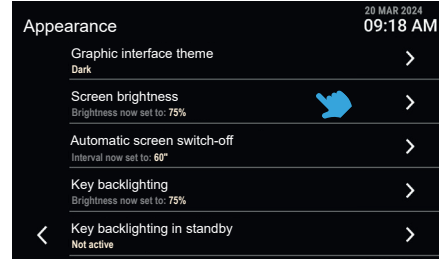 20 MAR 2024
Appearance
09:18 AM
Graphic interface theme
Dark
Screen brightness
Brightness now set to: 75%
Automatic screen switch-off
Interval now set to: 60"
Key backlighting
Brightness now set to: 75%
Key backlighting in standby
Not active